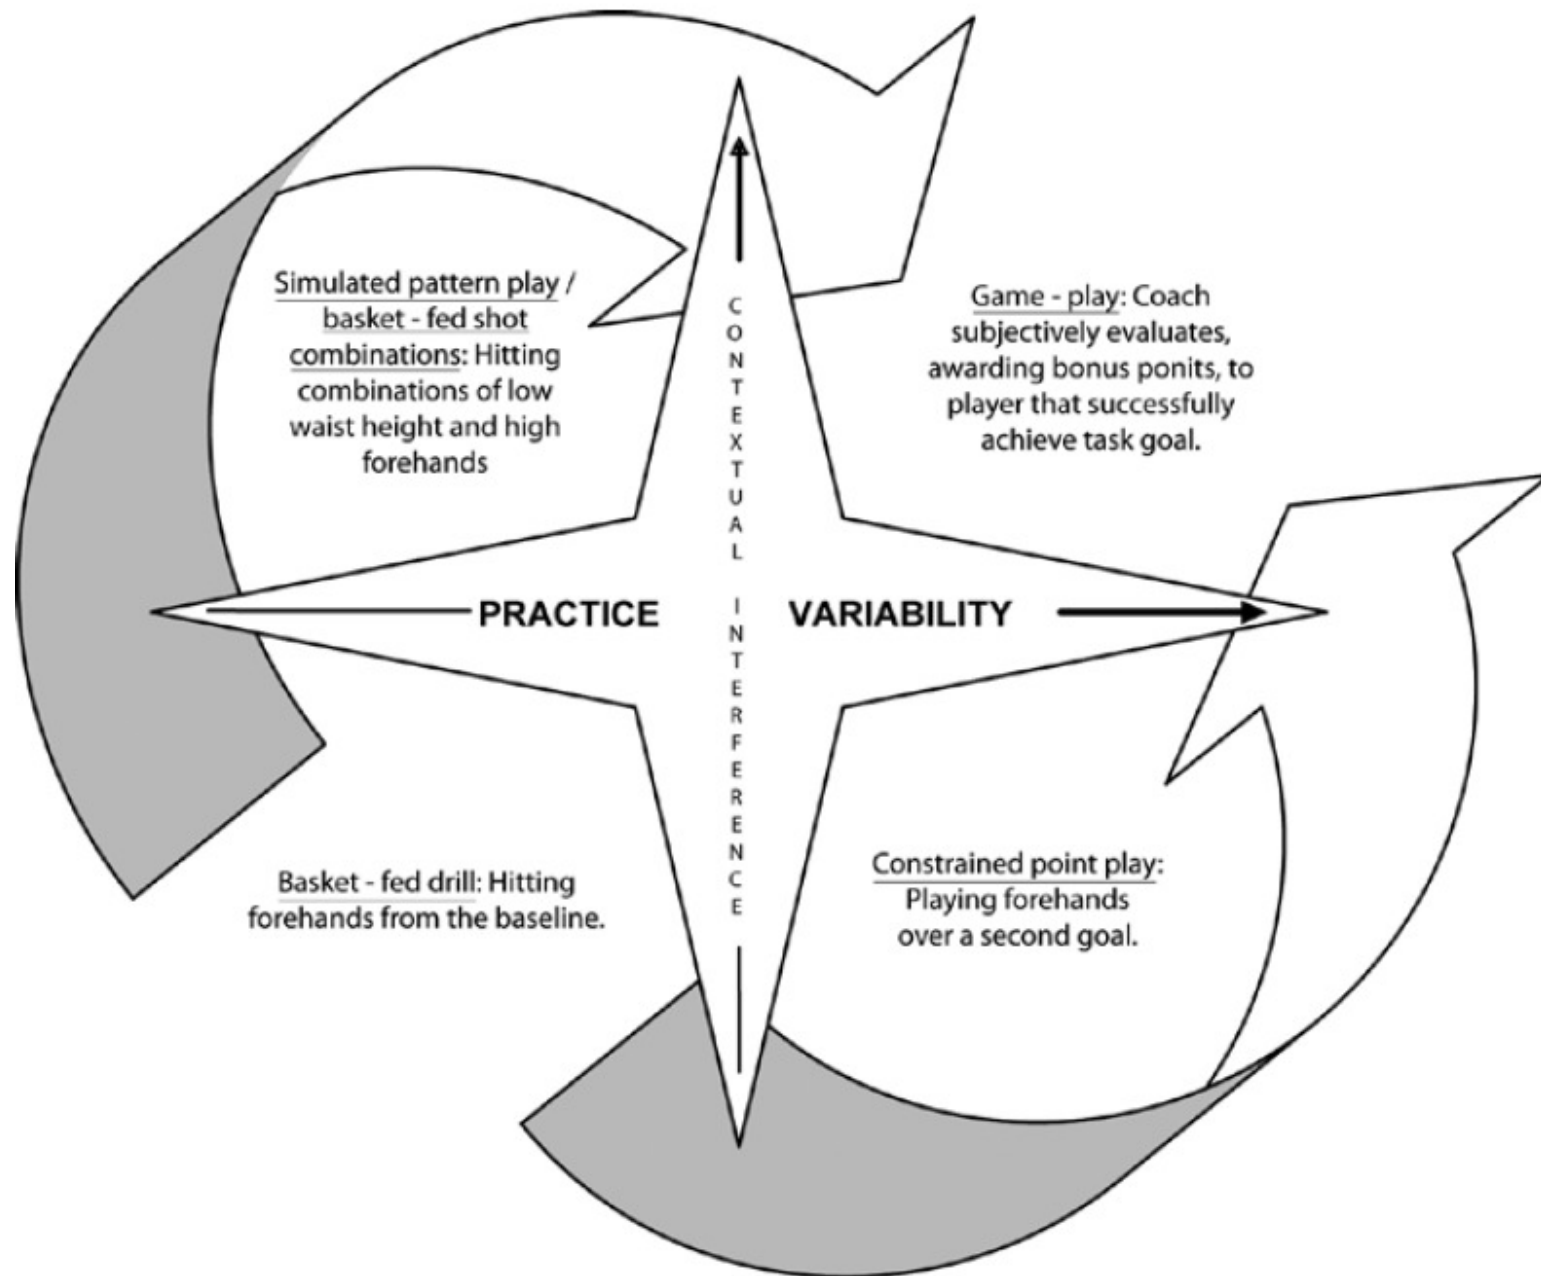 Simulated pattern play /
basket - fed shot
combinations: Hitting
combinations of low
waist height and high
forehands
Game - play: Coach
subjectively evaluates,
awarding bonus ponits, to
player that successfully
achieve task goal.
CONTEXTUAL INTERFERENCE
PRACTICE VARIABILITY
Basket - fed drill: Hitting
forehands from the baseline.
Constrained point play:
Playing forehands
over a second goal.